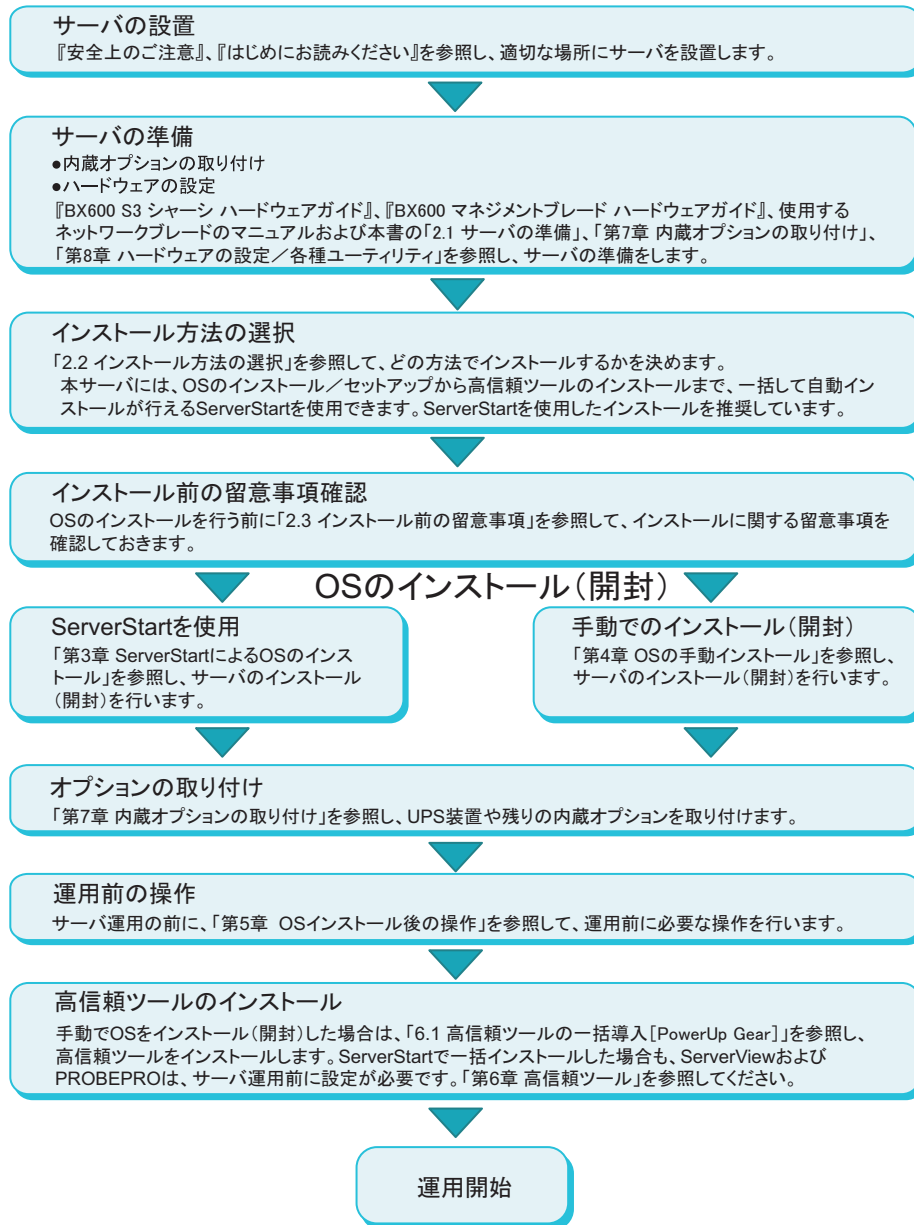 サーバの設置
『安全上のご注意』、『はじめにお読みください』を参照し、適切な場所にサーバを設置します。
サーバの準備
●内蔵オプションの取り付け
●ハードウェアの設定
『BX600 S3 シャーシ ハードウェアガイド』、『BX600 マネジメントブレード ハードウェアガイド』、使用する
ネットワークブレードのマニュアルおよび本書の「2.1 サーバの準備」、「第7章 内蔵オプションの取り付け」、
「第8章 ハードウェアの設定／各種ユーティリティ」を参照し、サーバの準備をします。
インストール方法の選択
「2.2 インストール方法の選択」を参照して、どの方法でインストールするかを決めます。
本サーバには、OSのインストール／セットアップから高信頼ツールのインストールまで、一括して自動イン
ストールが行えるServerStartを使用できます。ServerStartを使用したインストールを推奨しています。
インストール前の留意事項確認
OSのインストールを行う前に「2.3 インストール前の留意事項」を参照して、インストールに関する留意事項を
確認しておきます。
OSのインストール（開封）
ServerStartを使用
「第3章 ServerStartによるOSのインス
トール」を参照し、サーバのインストール
（開封）を行います。
手動でのインストール（開封）
「第4章 OSの手動インストール」を参照し、
サーバのインストール（開封）を行います。
オプションの取り付け
「第7章 内蔵オプションの取り付け」を参照し、UPS装置や残りの内蔵オプションを取り付けます。
運用前の操作
サーバ運用の前に、「第5章 OSインストール後の操作」を参照して、運用前に必要な操作を行います。
高信頼ツールのインストール
手動でOSをインストール（開封）した場合は、「6.1 高信頼ツールの一括導入［PowerUp Gear］」を参照し、
高信頼ツールをインストールします。ServerStartで一括インストールした場合も、ServerViewおよび
PROBEPROは、サーバ運用前に設定が必要です。「第6章 高信頼ツール」を参照してください。
運用開始